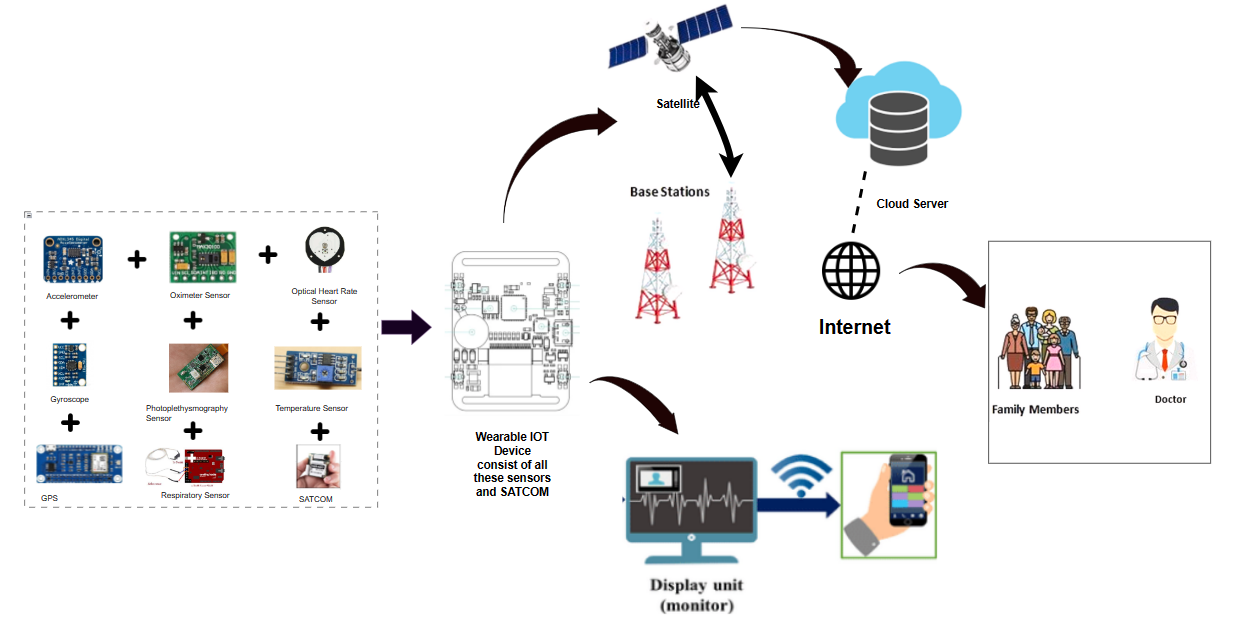 Satellite
Base Stations
Cloud Server
Internet
Accelerometer
Oximeter Sensor
Optical Heart Rate
Sensor
Gyroscope
Photoplethysmography
Sensor
Temperature Sensor
GPS
Respiratory Sensor
SATCOM
Wearable IOT
Device
consist of all
these sensors
and SATCOM
Family Members
Doctor
Display unit
(monitor)